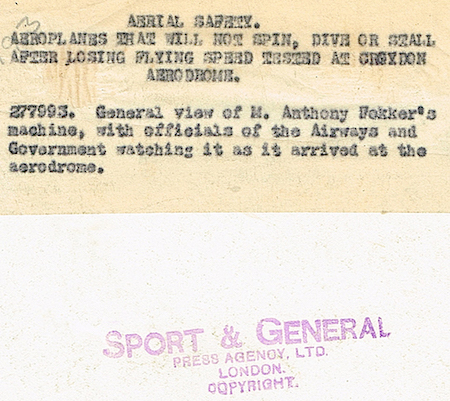 AERIAL SAFETY.
AEROPLANES THAT WILL NOT SPIN, DIVE OR STALL
AFTER LOSING FLYING SPEED TESTED AT CROYDON
AERODROME.
277993. General view of M. Anthony Fokker's
machine, with officials of the Airways and
Government watching it as it arrived at the
aerodrome.
SPORT & GENERAL
PRESS AGENCY, LTD.
LONDON.
COPYRIGHT.